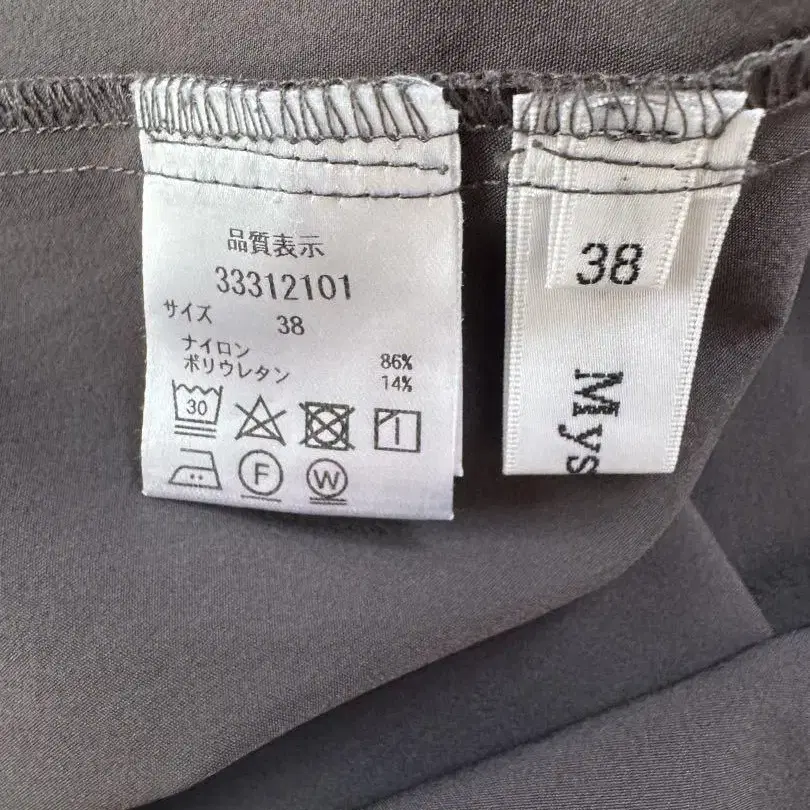 品質表示
33312101
サイズ 38
ナイロン 86%
ポリウレタン 14%
30
F
W
38
Mys